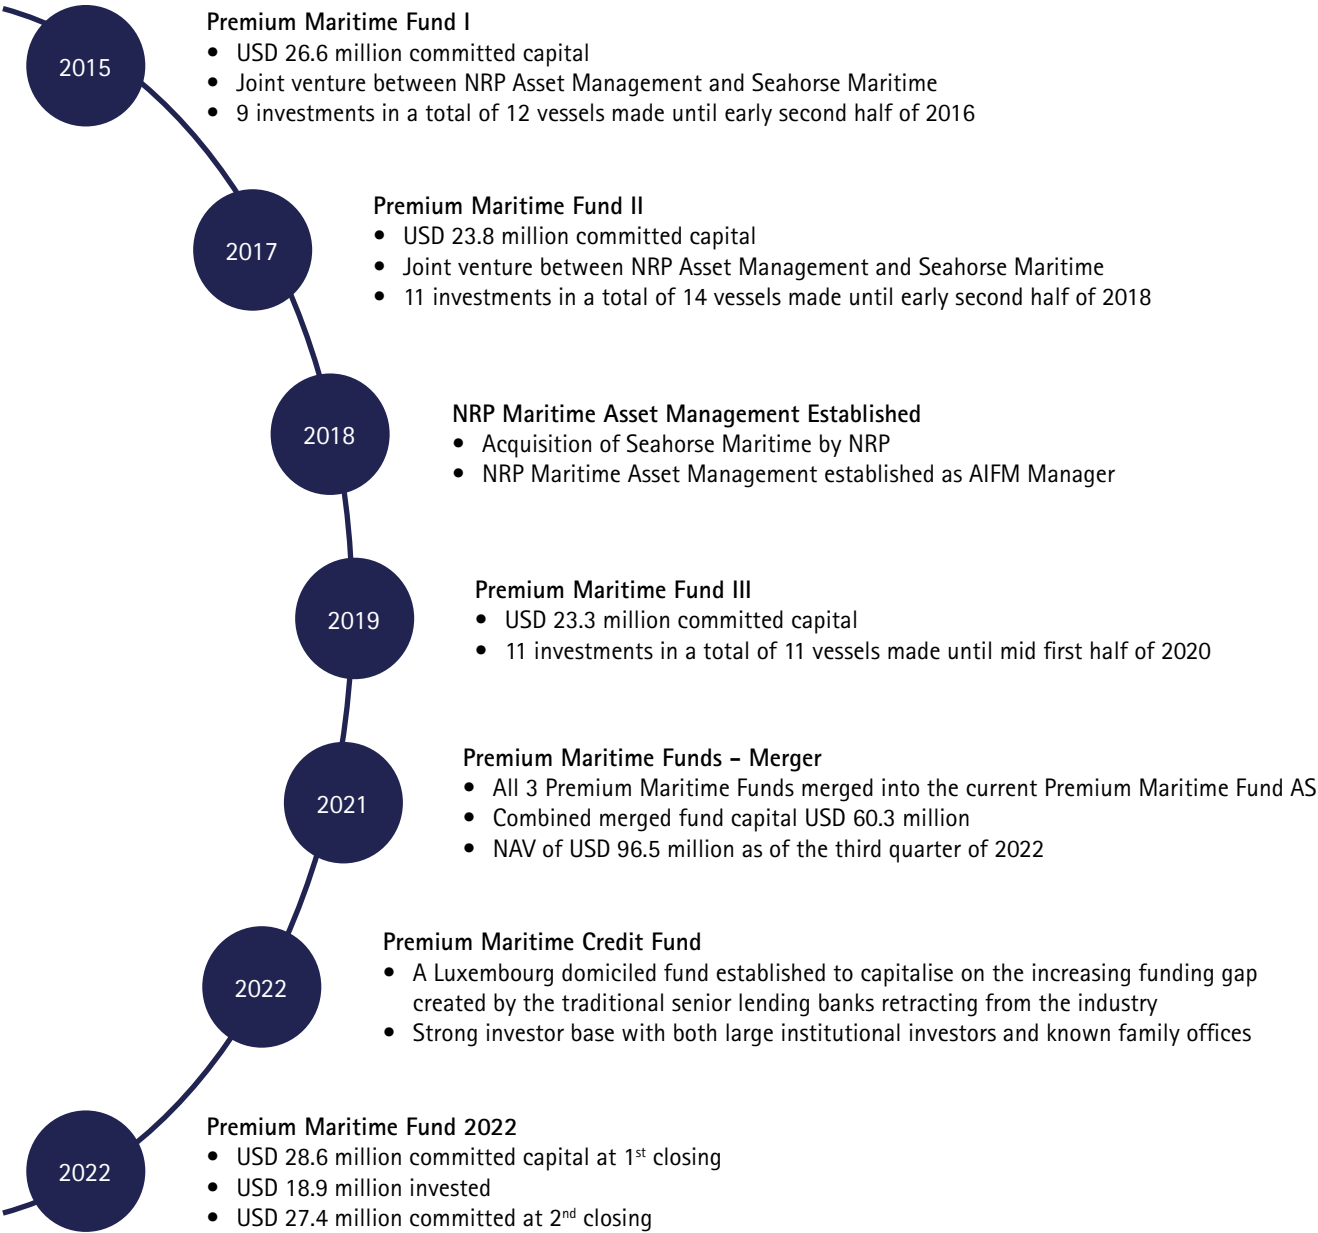 2015
Premium Maritime Fund I
• USD 26.6 million committed capital
• Joint venture between NRP Asset Management and Seahorse Maritime
• 9 investments in a total of 12 vessels made until early second half of 2016
2017
Premium Maritime Fund II
• USD 23.8 million committed capital
• Joint venture between NRP Asset Management and Seahorse Maritime
• 11 investments in a total of 14 vessels made until early second half of 2018
2018
NRP Maritime Asset Management Established
• Acquisition of Seahorse Maritime by NRP
• NRP Maritime Asset Management established as AIFM Manager
2019
Premium Maritime Fund III
• USD 23.3 million committed capital
• 11 investments in a total of 11 vessels made until mid first half of 2020
2021
Premium Maritime Funds - Merger
• All 3 Premium Maritime Funds merged into the current Premium Maritime Fund AS
• Combined merged fund capital USD 60.3 million
• NAV of USD 96.5 million as of the third quarter of 2022
2022
Premium Maritime Credit Fund
• A Luxembourg domiciled fund established to capitalise on the increasing funding gap
created by the traditional senior lending banks retracting from the industry
• Strong investor base with both large institutional investors and known family offices
2022
Premium Maritime Fund 2022
• USD 28.6 million committed capital at 1st closing
• USD 18.9 million invested
• USD 27.4 million committed at 2nd closing